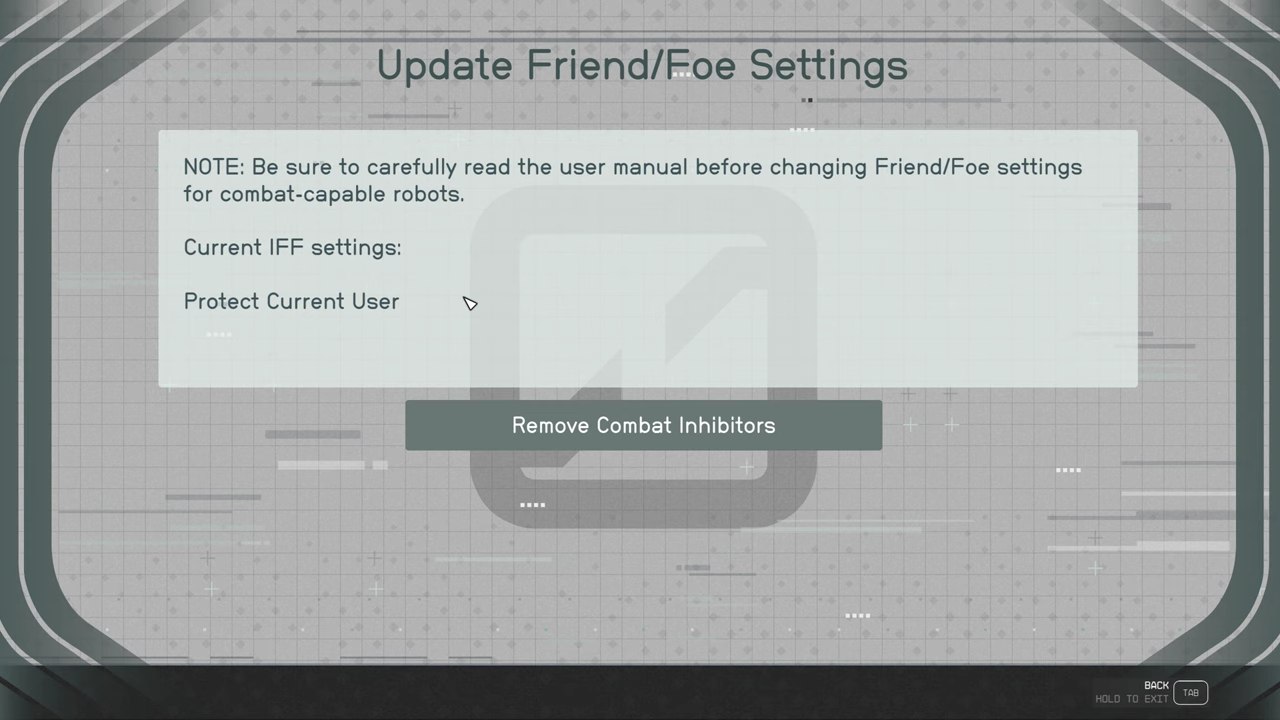 Update Friend/Foe Settings
NOTE: Be sure to carefully read the user manual before changing Friend/Foe settings
for combat-capable robots.
Current IFF settings:
Protect Current User
Remove Combat Inhibitors
BACK
HOLD TO EXIT
TAB